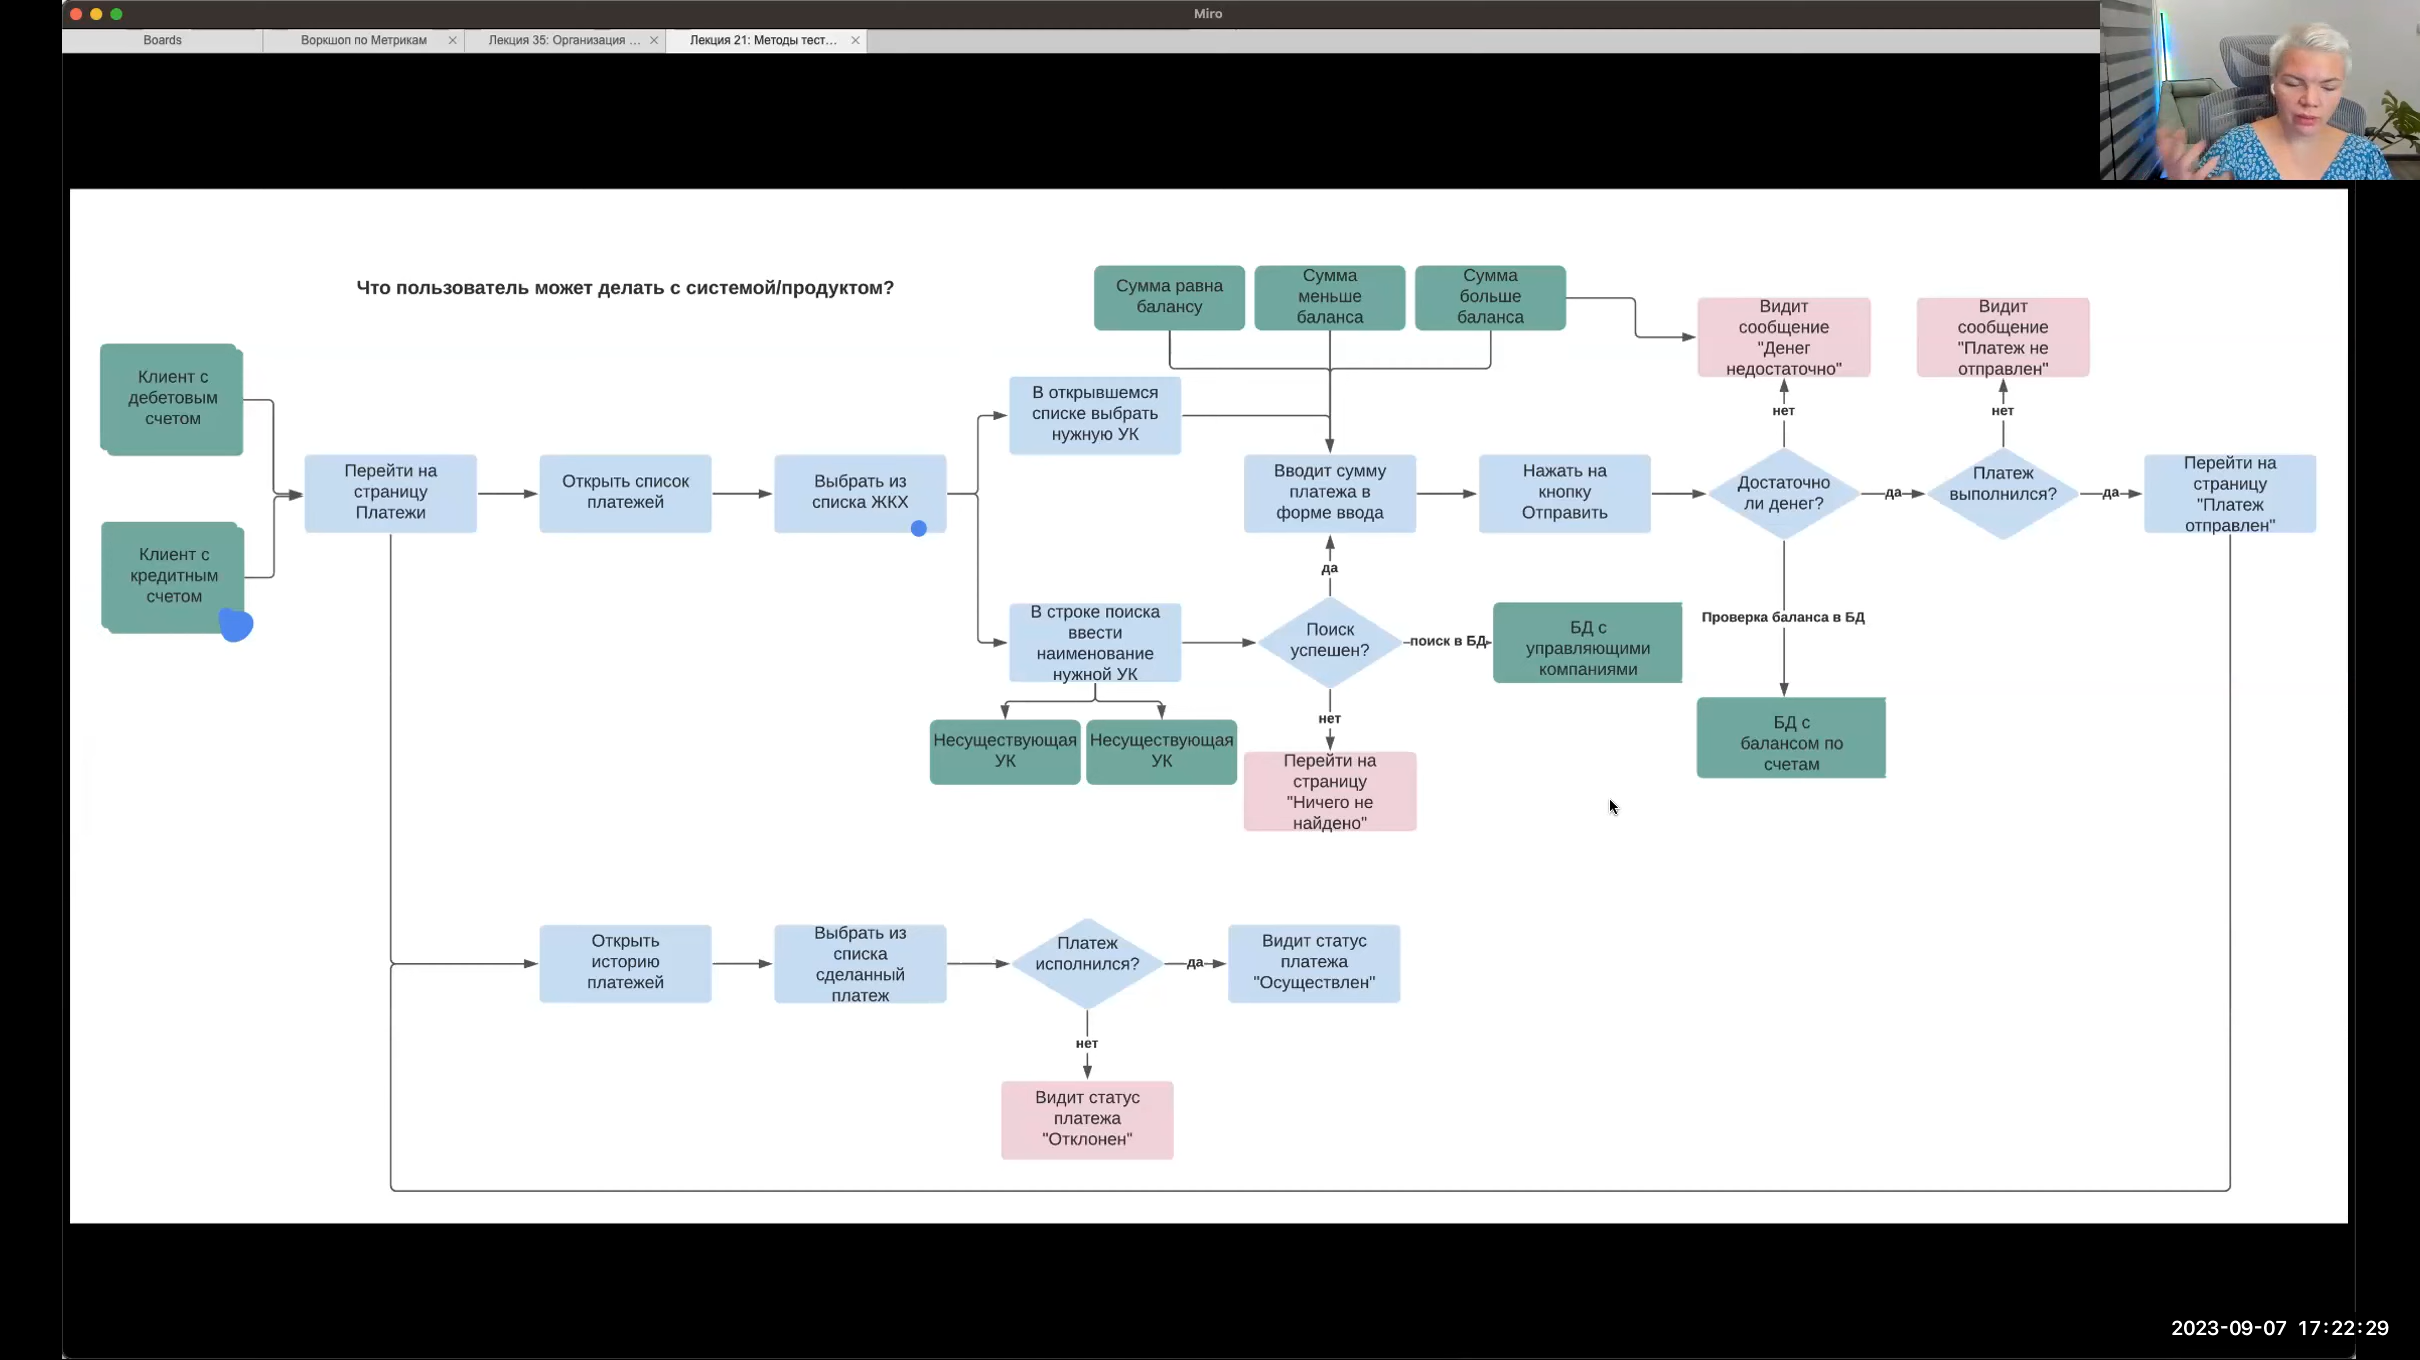 Miro
Boards
Воркшоп по Метрикам
Лекция 35: Организация ...
Лекция 21: Методы тест...
Что пользователь может делать с системой/продуктом?
Сумма равна
балансу
Сумма
меньше
баланса
Сумма
больше
баланса
Видит
сообщение
"Денег
недостаточно"
Видит
сообщение
"Платеж не
отправлен"
Клиент с
дебетовым
счетом
В открывшемся
списке выбрать
нужную УК
нет
нет
Перейти на
страницу
Платежи
Открыть список
платежей
Выбрать из
списка ЖКХ
Вводит сумму
платежа в
форме ввода
Нажать на
кнопку
Отправить
Достаточно
ли денег?
да
Платеж
выполнился?
да
Перейти на
страницу
"Платеж
отправлен"
Клиент с
кредитным
счетом
да
В строке поиска
ввести
наименование
нужной УК
Поиск
успешен?
поиск в БД
БД с
управляющими
компаниями
Проверка баланса в БД
нет
Несуществующая
УК
Несуществующая
УК
Перейти на
страницу
"Ничего не
найдено"
БД с
балансом по
счетам
Открыть
историю
платежей
Выбрать из
списка
сделанный
платеж
Платеж
исполнился?
да
Видит статус
платежа
"Осуществлен"
нет
Видит статус
платежа
"Отклонен"
2023-09-07 17:22:29